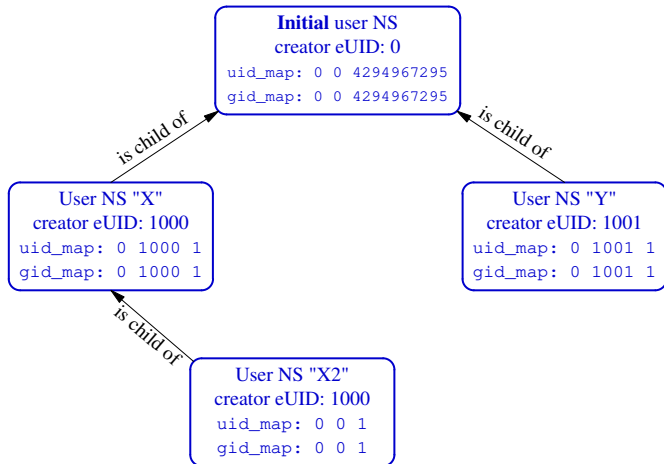 Initial user NS
creator eUID: 0
uid_map: 0 0 4294967295
gid_map: 0 0 4294967295
is child of
is child of
User NS "X"
creator eUID: 1000
uid_map: 0 1000 1
gid_map: 0 1000 1
User NS "Y"
creator eUID: 1001
uid_map: 0 1001 1
gid_map: 0 1001 1
is child of
User NS "X2"
creator eUID: 1000
uid_map: 0 0 1
gid_map: 0 0 1